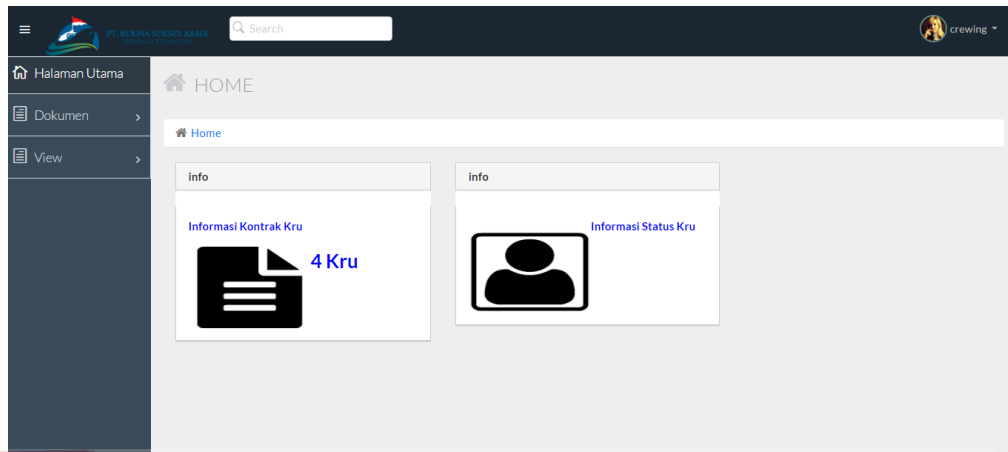 PT. BUKINA SUKSES ABADI
Search
crewing
Halaman Utama
Dokumen
View
HOME
Home
info
Informasi Kontrak Kru
4 Kru
info
Informasi Status Kru